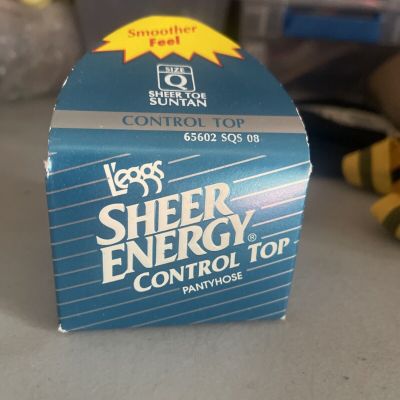 Smoother
Feel
SIZE
Q
SHEER TOE
SUNTAN
CONTROL TOP
65602 SQS 08
L'eggs
SHEER
ENERGY®
CONTROL TOP
PANTYHOSE